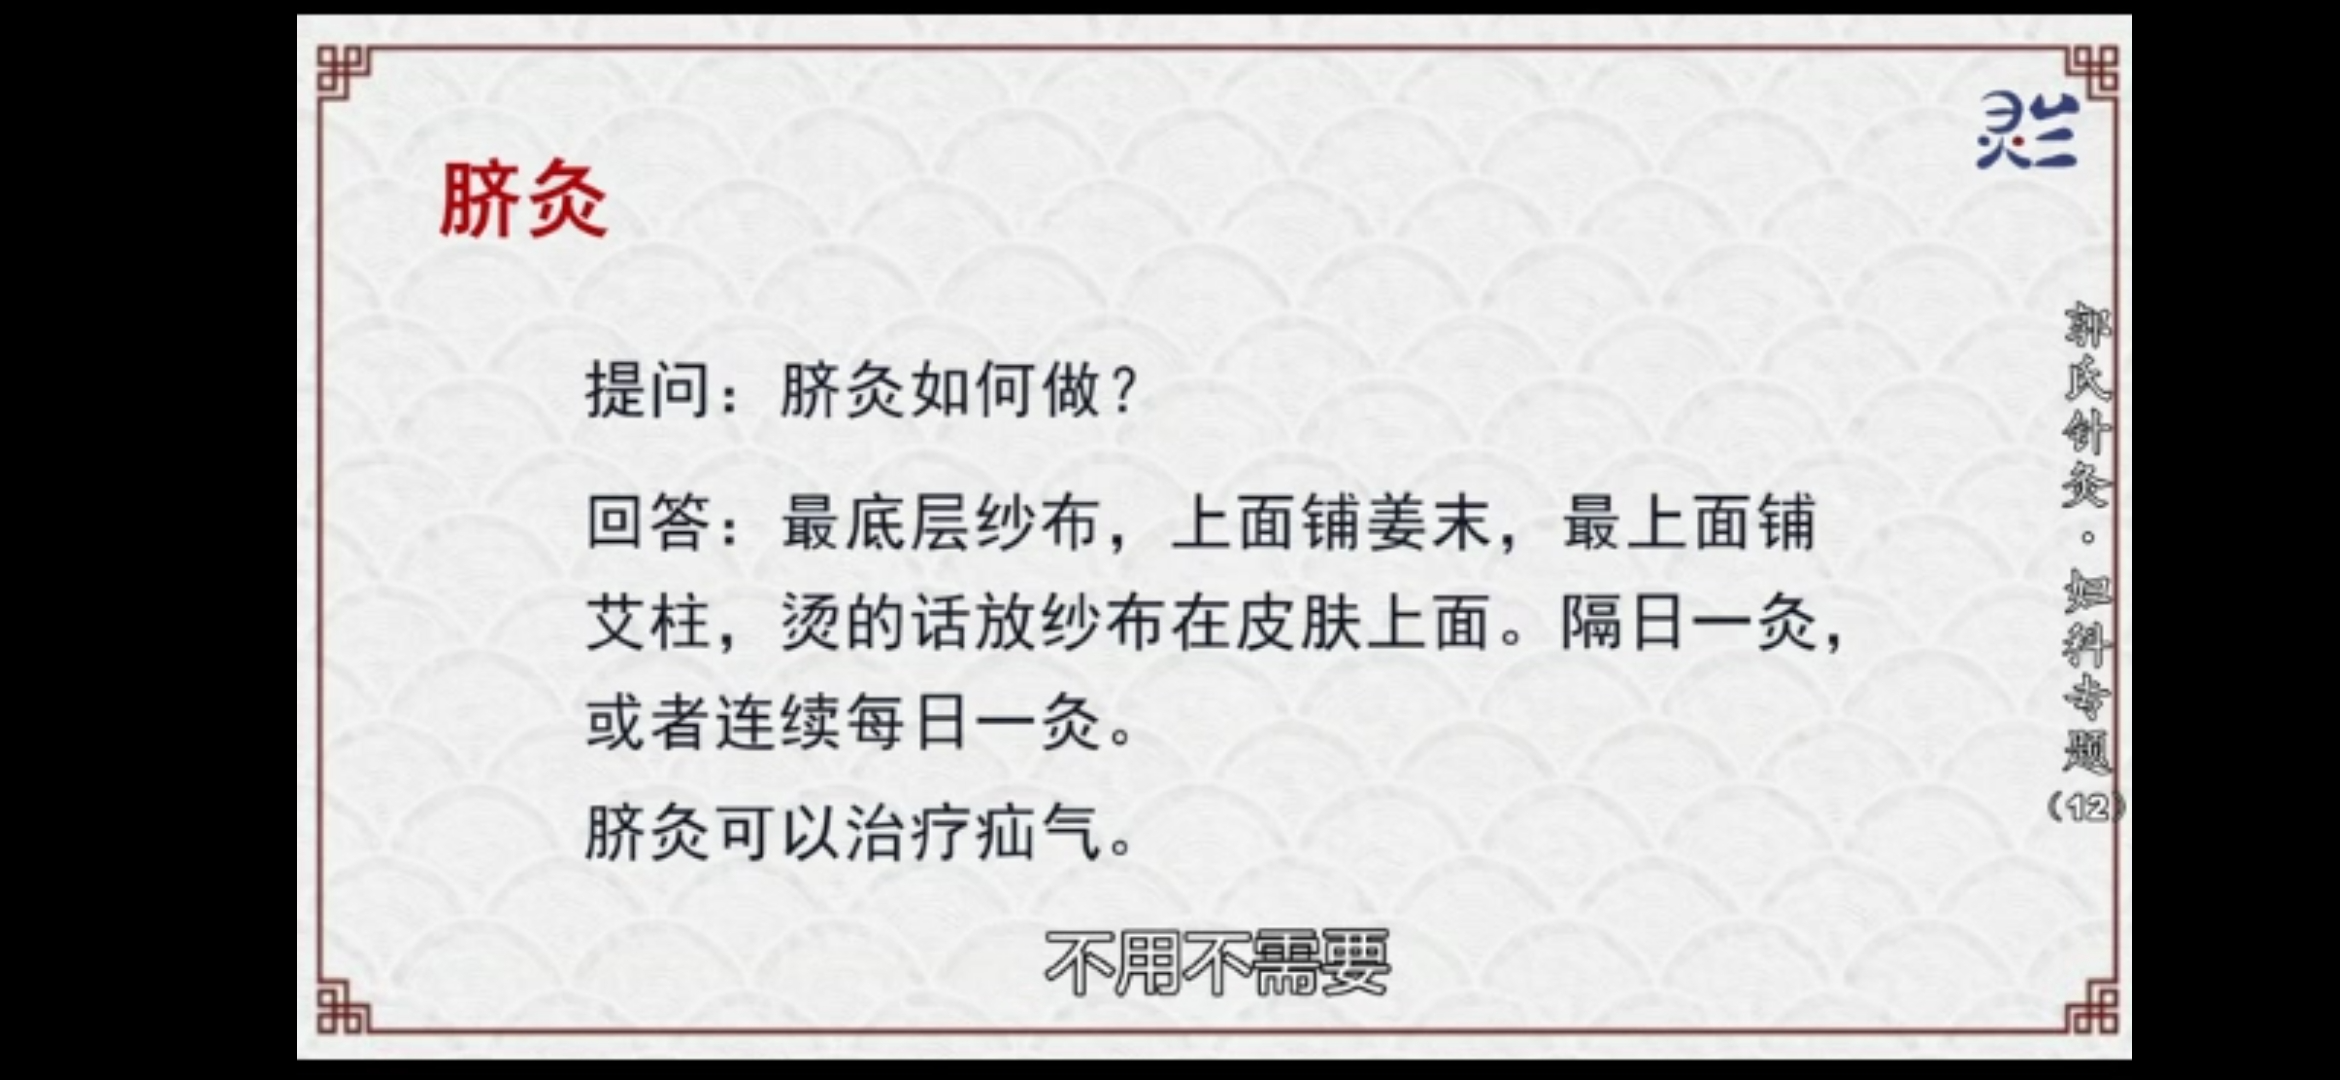 灵兰
脐灸
提问：脐灸如何做？
回答：最底层纱布，上面铺姜末，最上面铺
艾柱，烫的话放纱布在皮肤上面。隔日一灸，
或者连续每日一灸。
脐灸可以治疗疝气。
郭氏针灸·妇科专题(12)
不用不需要